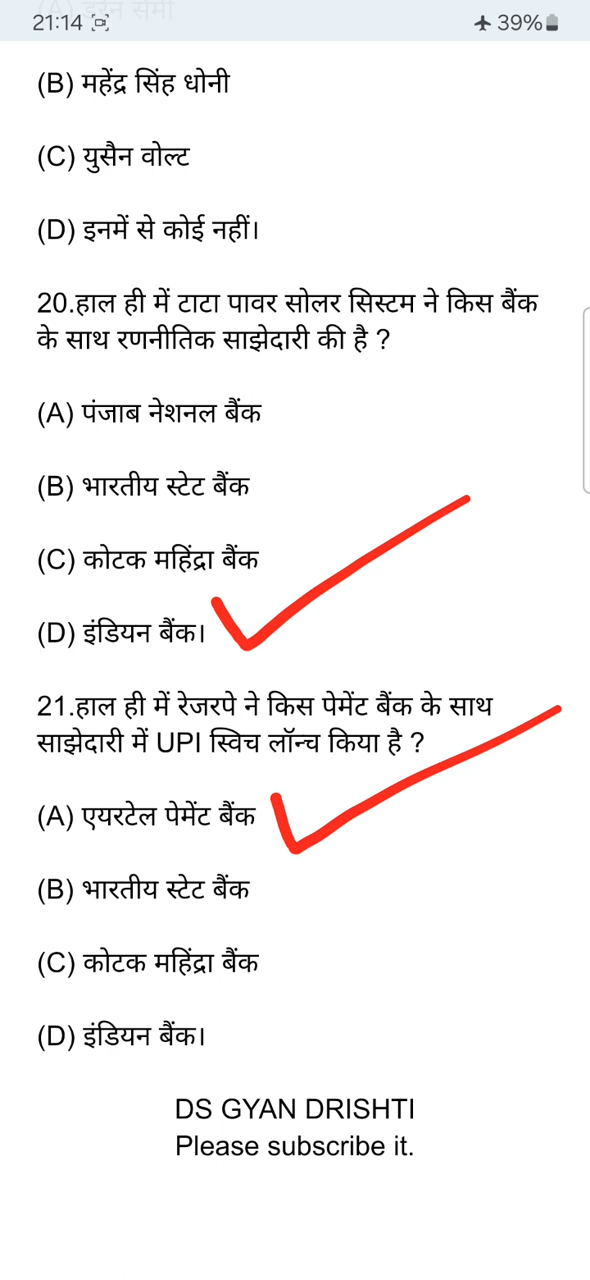 21:14
39%
(B) महेंद्र सिंह धोनी
(C) युसैन वोल्ट
(D) इनमें से कोई नहीं।
20.हाल ही में टाटा पावर सोलर सिस्टम ने किस बैंक
के साथ रणनीतिक साझेदारी की है ?
(A) पंजाब नेशनल बैंक
(B) भारतीय स्टेट बैंक
(C) कोटक महिंद्रा बैंक
(D) इंडियन बैंक।
21.हाल ही में रेजरपे ने किस पेमेंट बैंक के साथ
साझेदारी में UPI स्विच लॉन्च किया है ?
(A) एयरटेल पेमेंट बैंक
(B) भारतीय स्टेट बैंक
(C) कोटक महिंद्रा बैंक
(D) इंडियन बैंक।
DS GYAN DRISHTI
Please subscribe it.